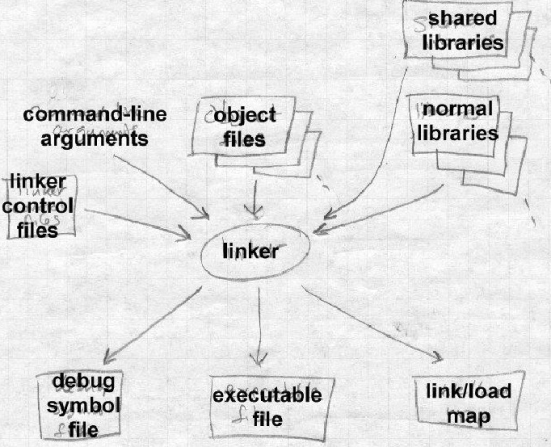 shared
libraries
command-line
arguments
object
files
normal
libraries
linker
control
files
linker
debug
symbol
file
executable
file
link/load
map